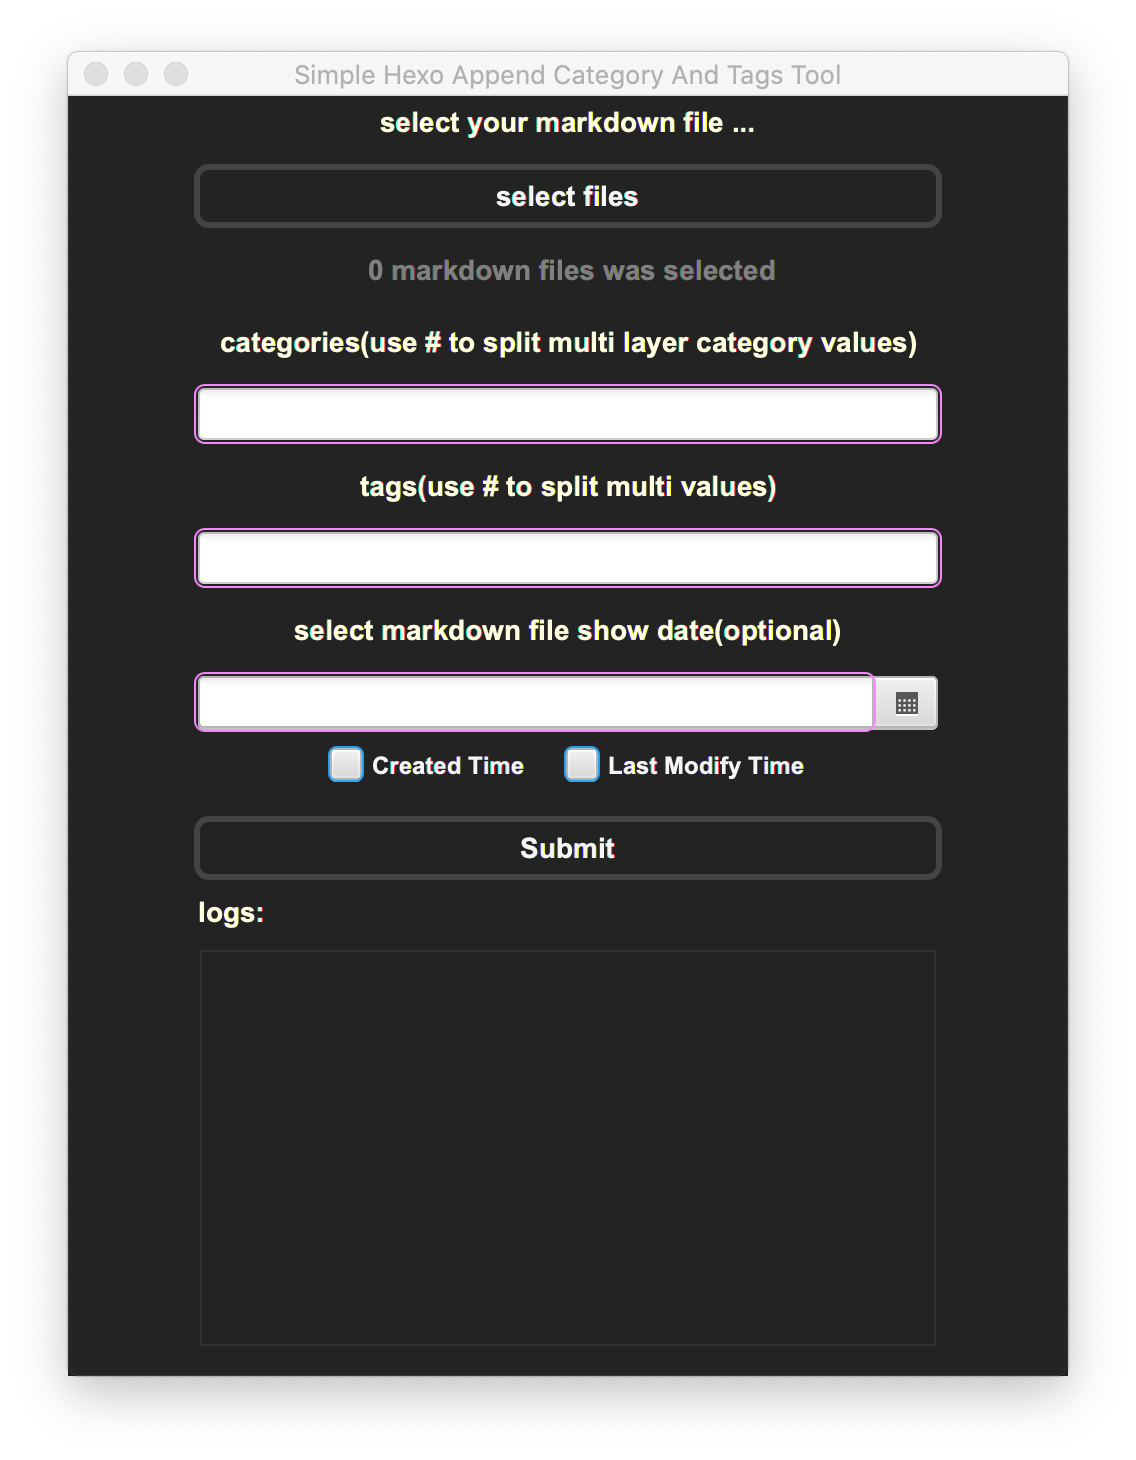 Simple Hexo Append Category And Tags Tool
select your markdown file ...
select files
0 markdown files was selected
categories(use # to split multi layer category values)
tags(use # to split multi values)
select markdown file show date(optional)
Created Time Last Modify Time
Submit
logs: